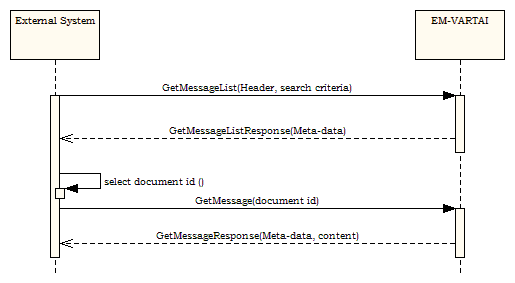 External System
EM-VARTAI
GetMessageList(Header, search criteria)
GetMessageListResponse(Meta-data)
select document id ()
GetMessage(document id)
GetMessageResponse(Meta-data, content)